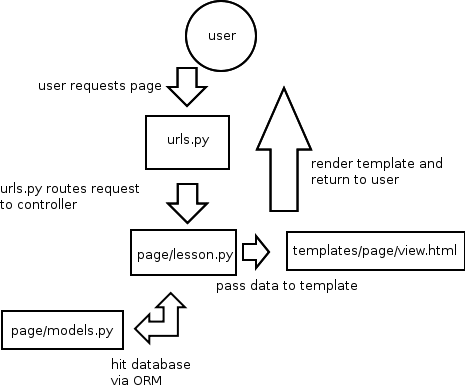 user
user requests page
urls.py
render template and
return to user
urls.py routes request
to controller
page/lesson.py
templates/page/view.html
pass data to template
page/models.py
hit database
via ORM